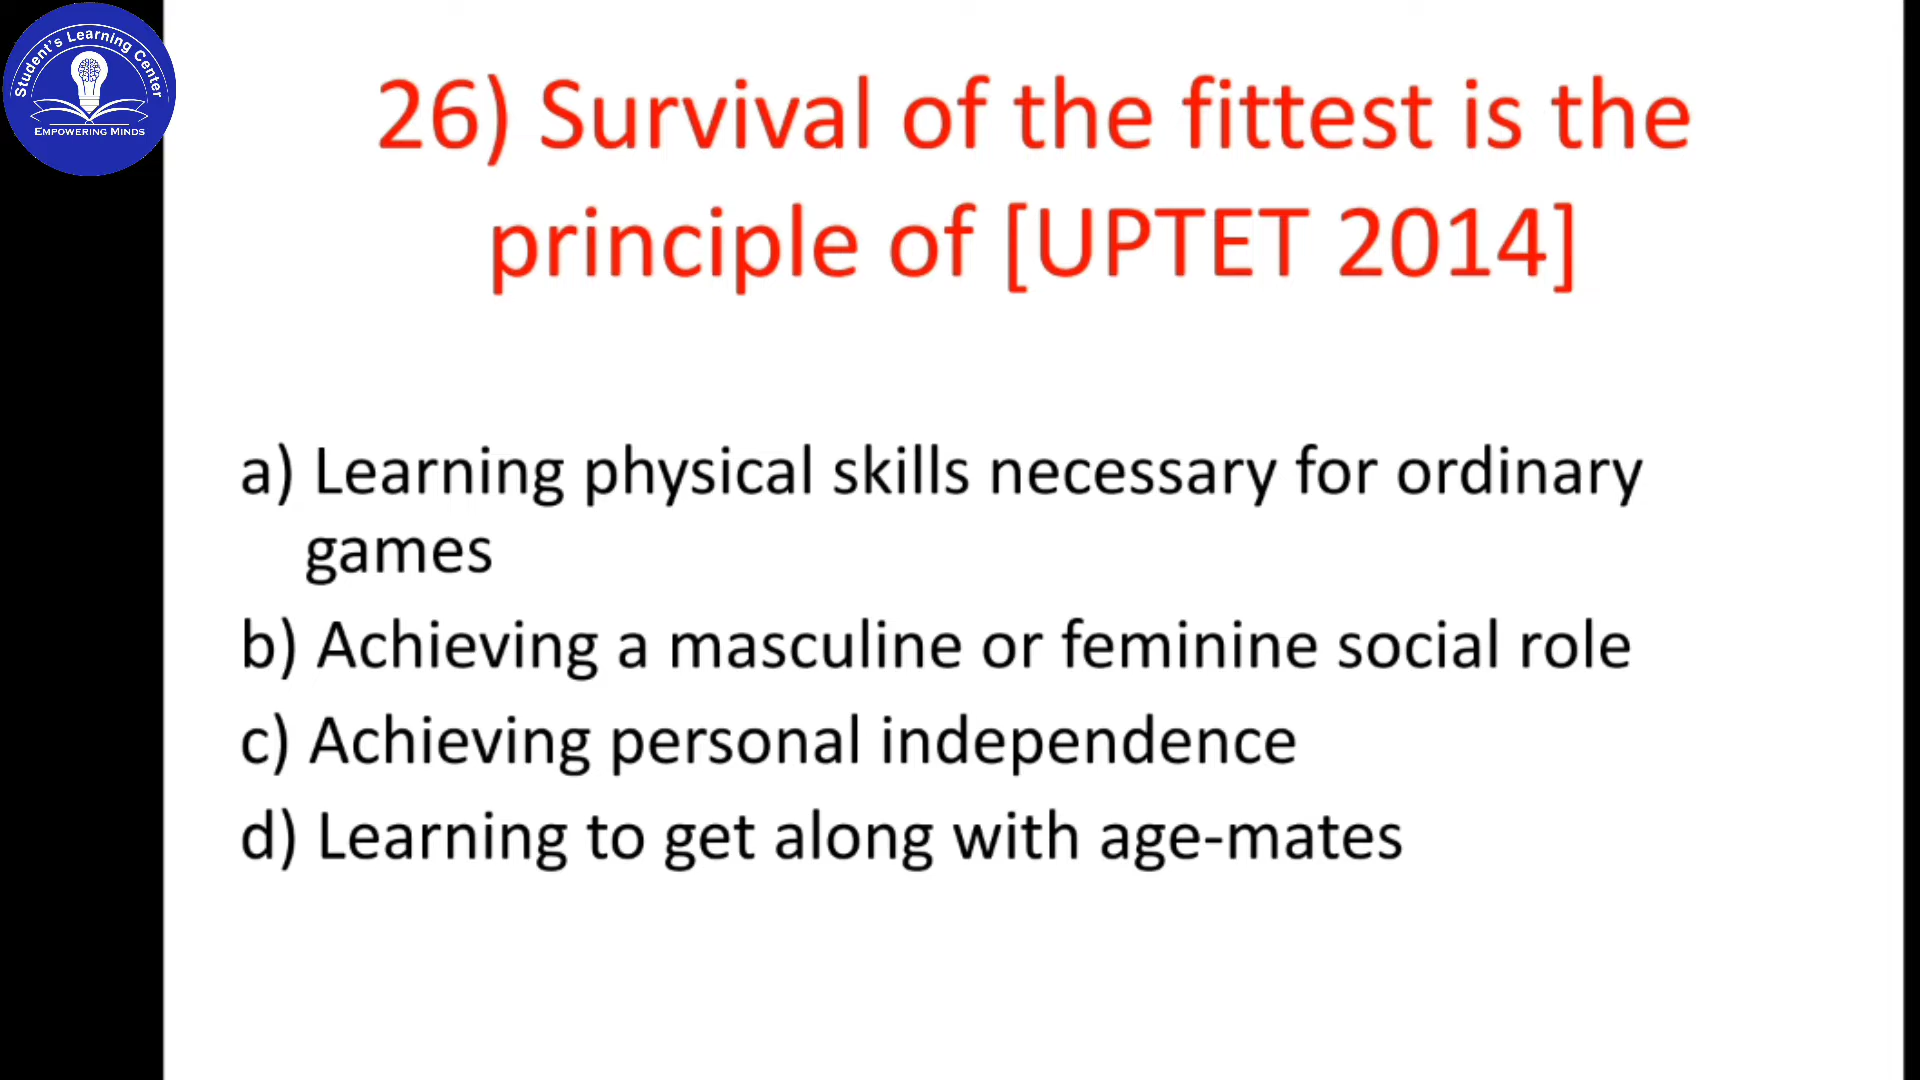 Student's Learning Center
EMPOWERING MINDS
26) Survival of the fittest is the
principle of [UPTET 2014]
a) Learning physical skills necessary for ordinary
games
b) Achieving a masculine or feminine social role
c) Achieving personal independence
d) Learning to get along with age-mates